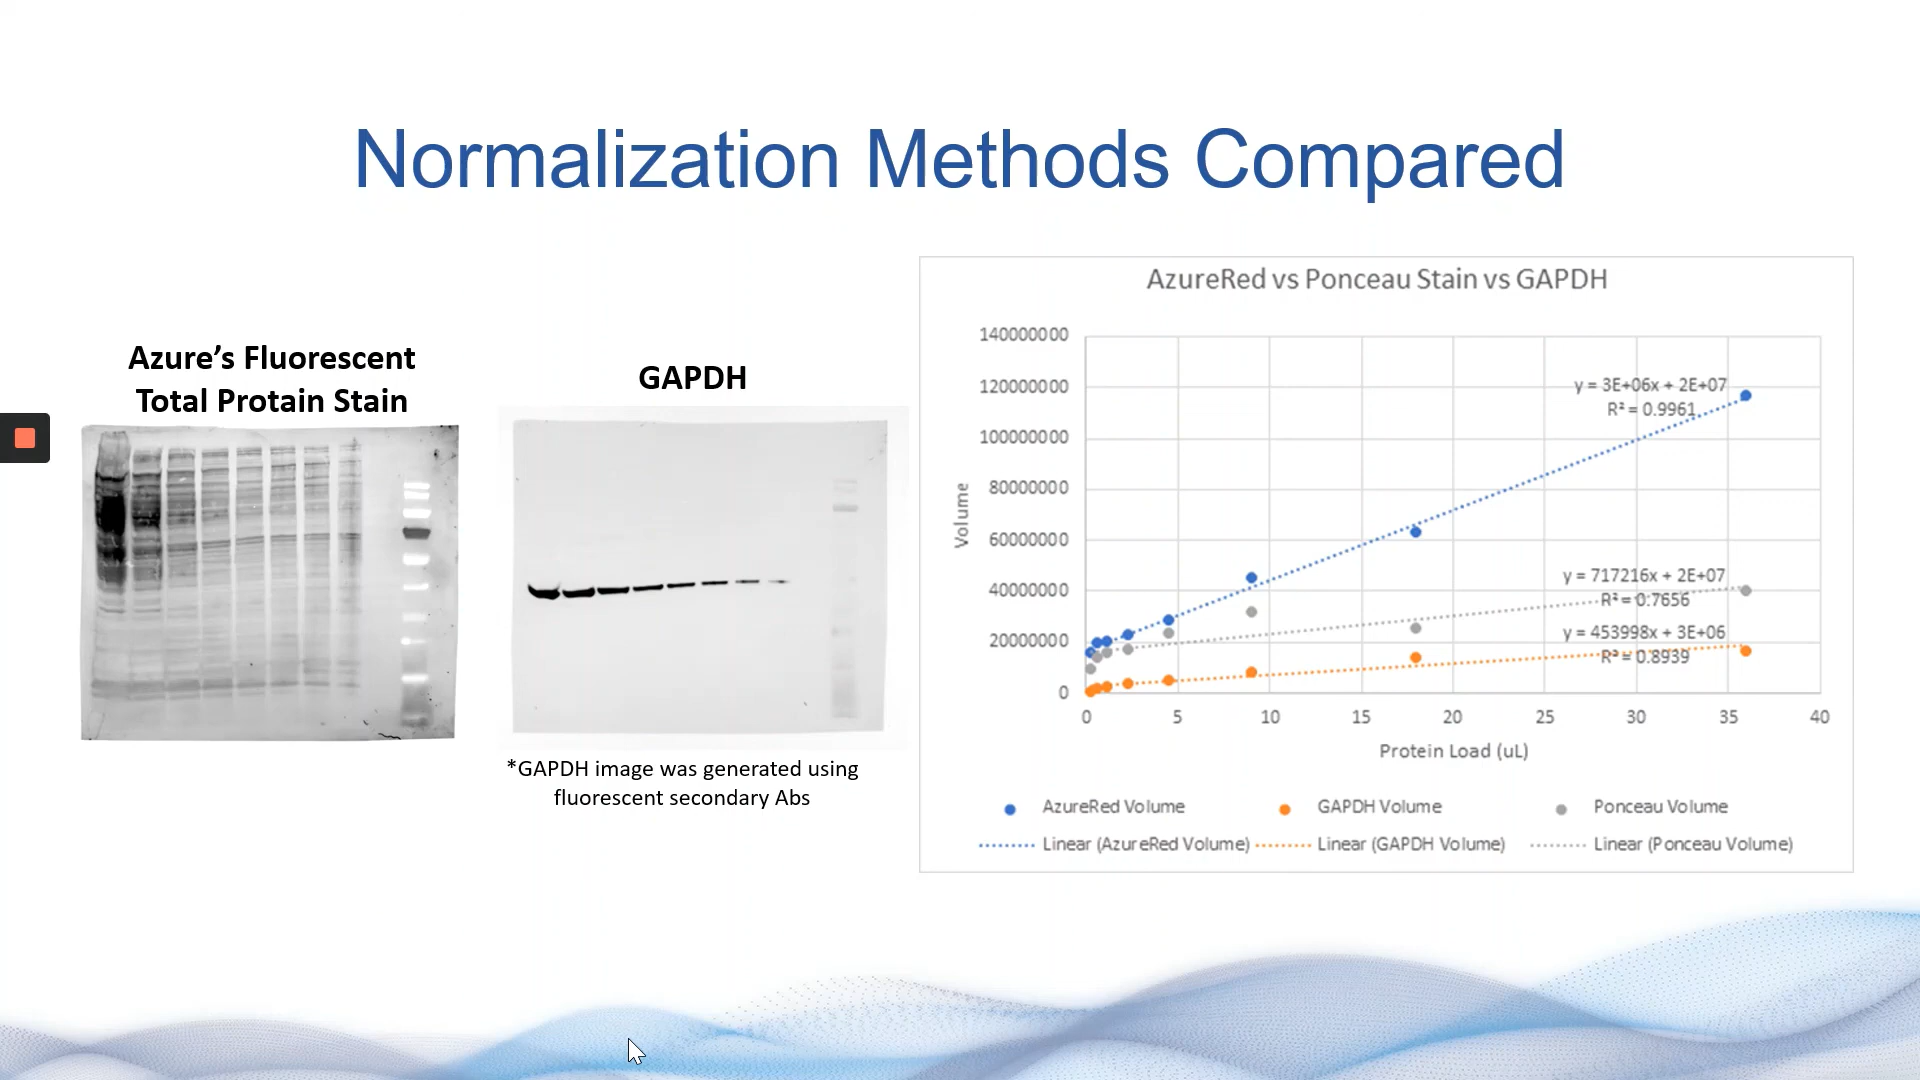 Normalization Methods Compared
Azure’s Fluorescent
Total Protain Stain
GAPDH
*GAPDH image was generated using
fluorescent secondary Abs
AzureRed vs Ponceau Stain vs GAPDH
Volume
140000000
120000000
100000000
80000000
60000000
40000000
20000000
0
y = 3E+06x + 2E+07
R² = 0.9961
y = 717216x + 2E+07
R² = 0.7656
y = 453998x + 3E+06
R² = 0.8939
0 5 10 15 20 25 30 35 40
Protein Load (uL)
AzureRed Volume GAPDH Volume Ponceau Volume
Linear (AzureRed Volume) Linear (GAPDH Volume) Linear (Ponceau Volume)